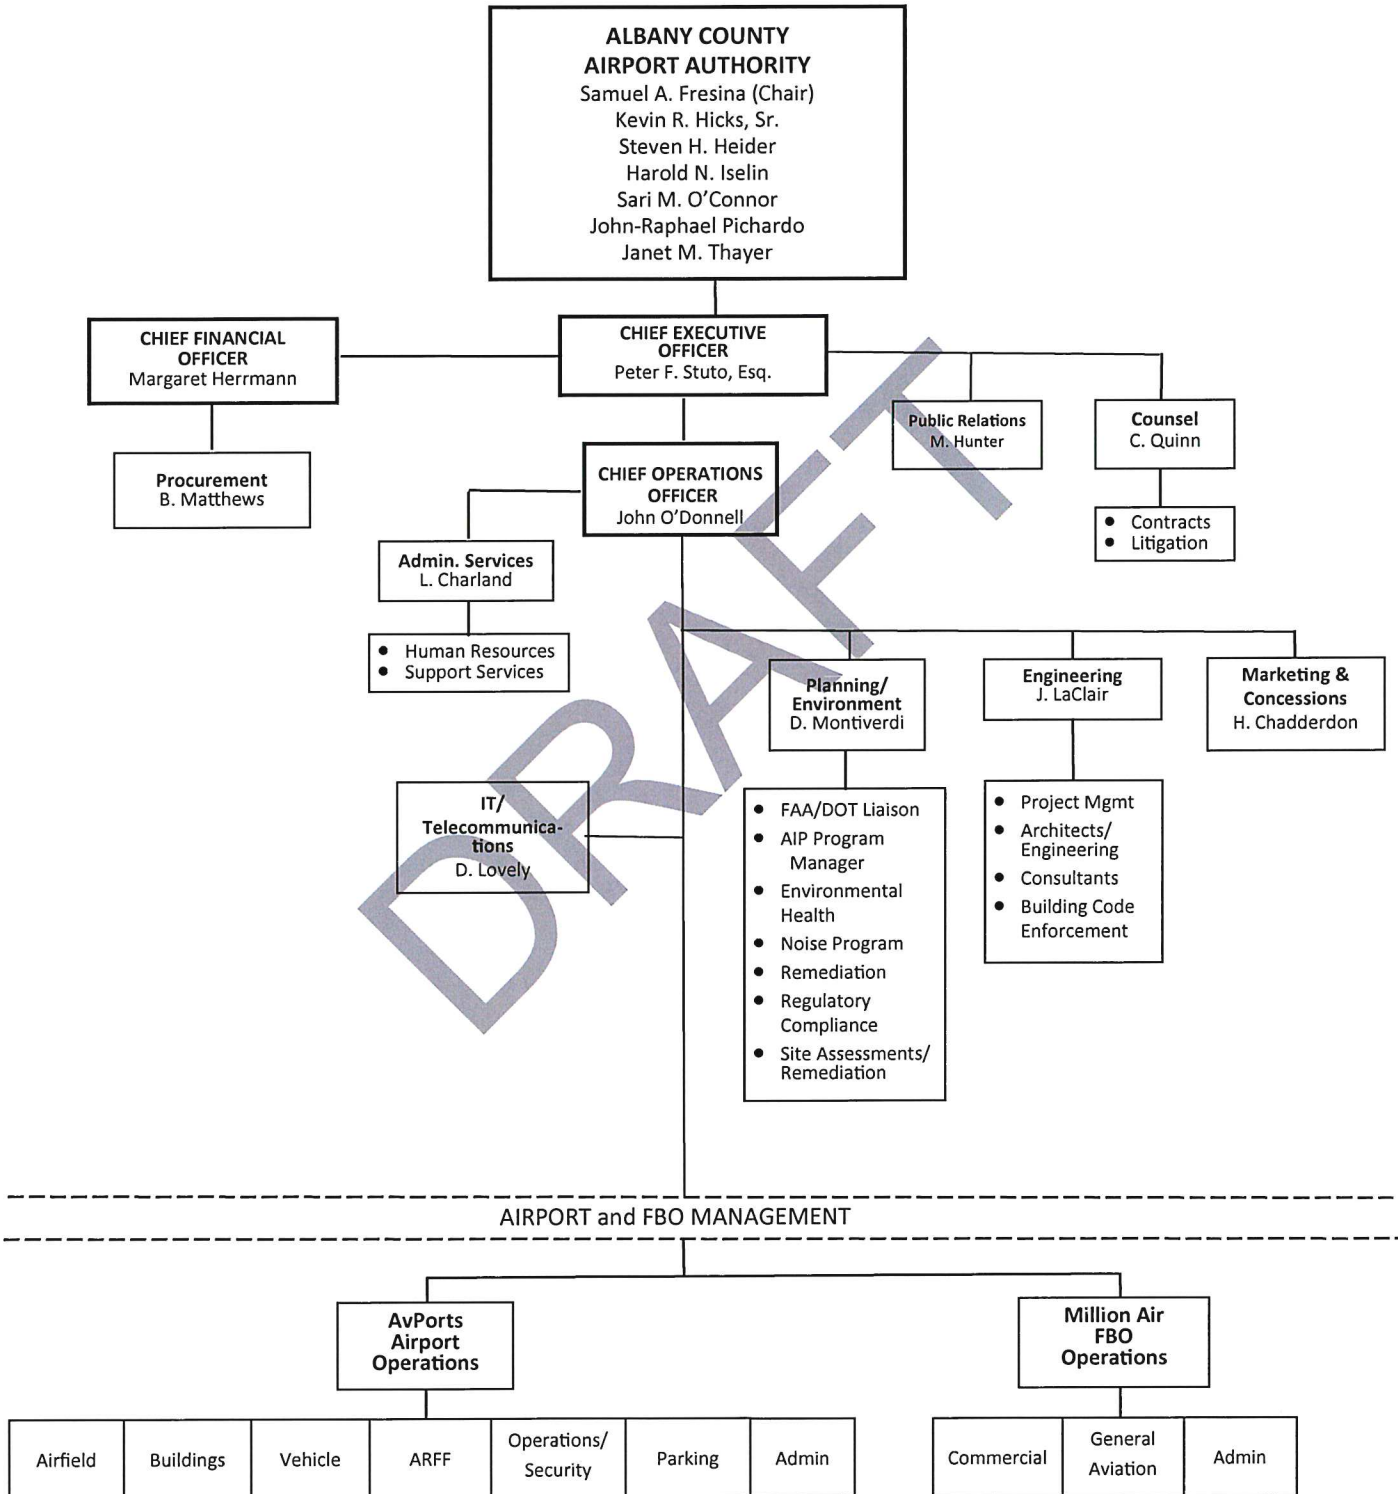 ALBANY COUNTY
AIRPORT AUTHORITY
Samuel A. Fresina (Chair)
Kevin R. Hicks, Sr.
Steven H. Heider
Harold N. Iselin
Sari M. O’Connor
John-Raphael Pichardo
Janet M. Thayer
CHIEF FINANCIAL
OFFICER
Margaret Herrmann
CHIEF EXECUTIVE
OFFICER
Peter F. Stuto, Esq.
Public Relations
M. Hunter
Counsel
C. Quinn
Procurement
B. Matthews
CHIEF OPERATIONS
OFFICER
John O’Donnell
• Contracts
• Litigation
Admin. Services
L. Charland
• Human Resources
• Support Services
Planning/
Environment
D. Montiverdi
Engineering
J. LaClair
Marketing &
Concessions
H. Chadderdon
IT/
Telecommunica-
tions
D. Lovely
• FAA/DOT Liaison
• AIP Program
Manager
• Environmental
Health
• Noise Program
• Remediation
• Regulatory
Compliance
• Site Assessments/
Remediation
• Project Mgmt
• Architects/
Engineering
• Consultants
• Building Code
Enforcement
DRAFT
AIRPORT and FBO MANAGEMENT
AvPorts
Airport
Operations
Million Air
FBO
Operations
Airfield
Buildings
Vehicle
ARFF
Operations/
Security
Parking
Admin
Commercial
General
Aviation
Admin